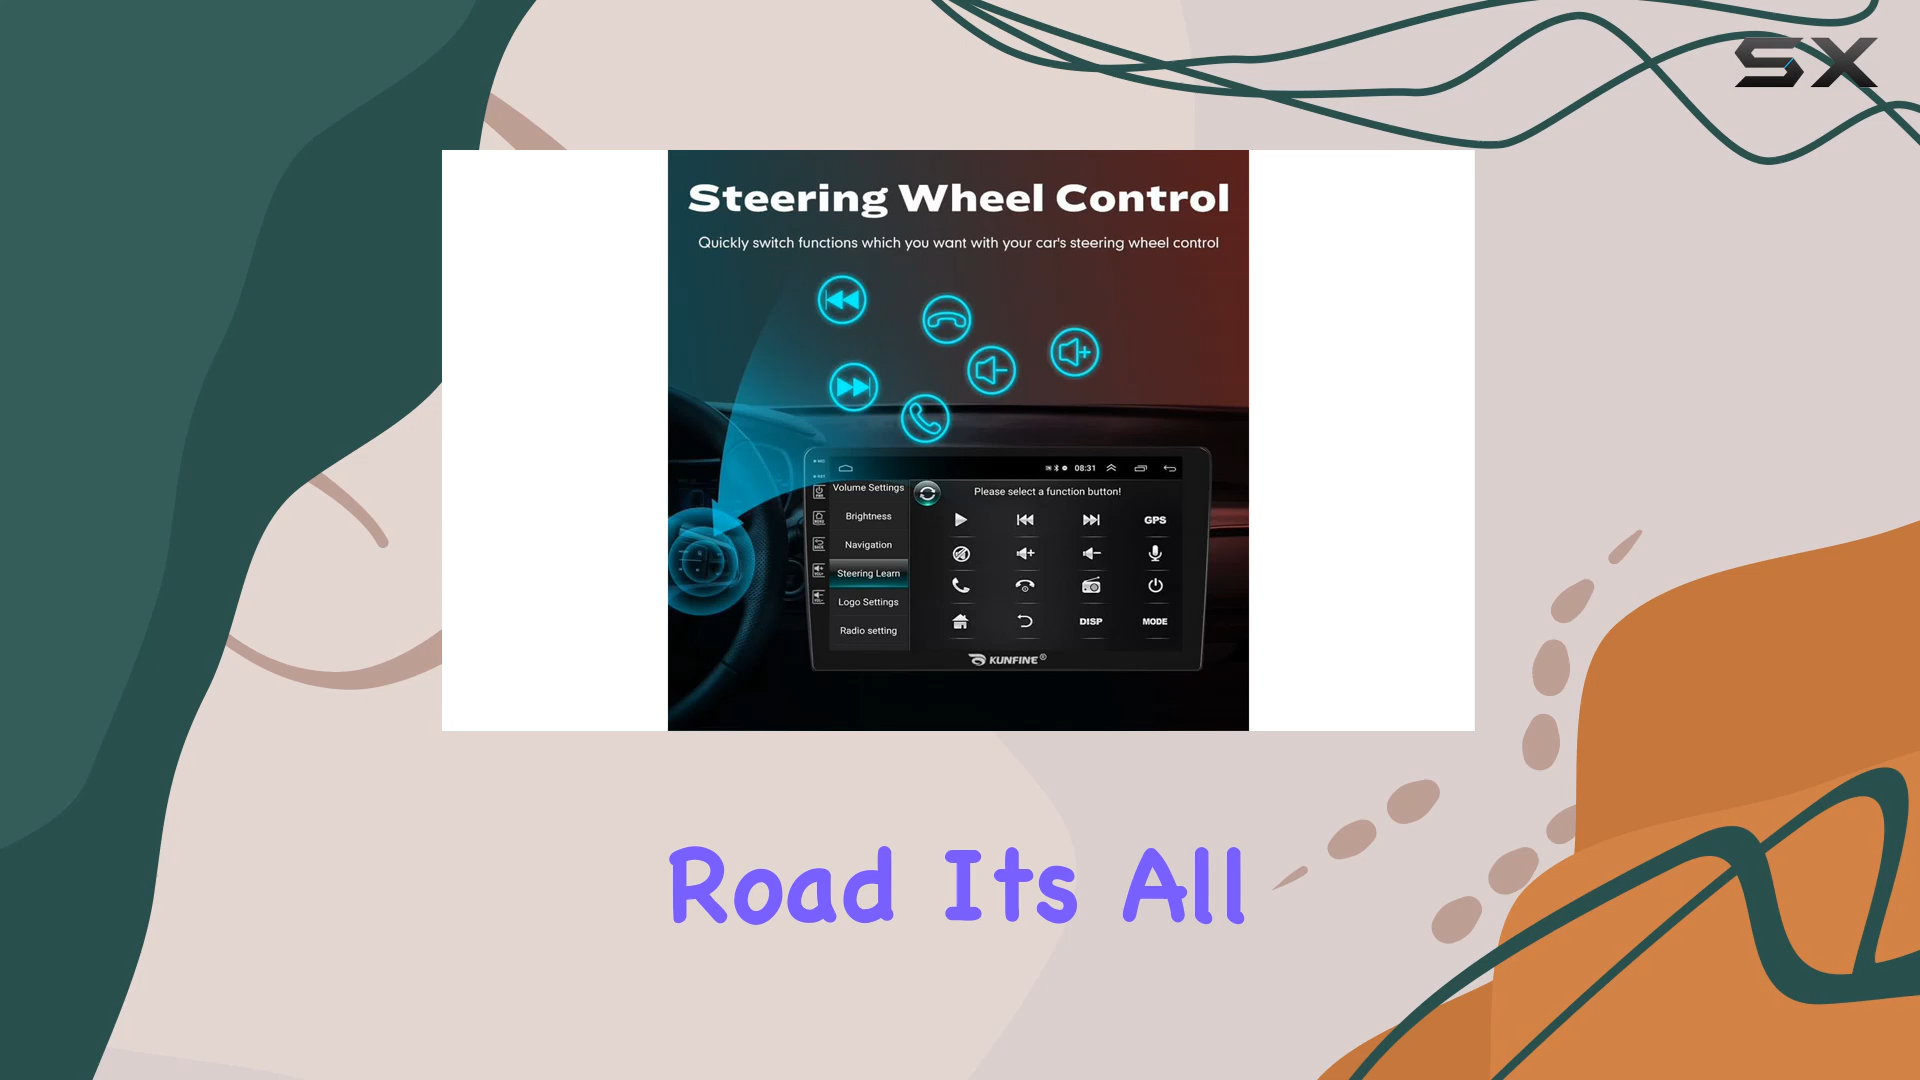 SX
Steering Wheel Control
Quickly switch functions which you want with your car's steering wheel control
08:31
Volume Settings
Please select a function button!
Brightness
GPS
Navigation
Steering Learn
Logo Settings
DISP MODE
Radio setting
KUNFINE®
Road Its All